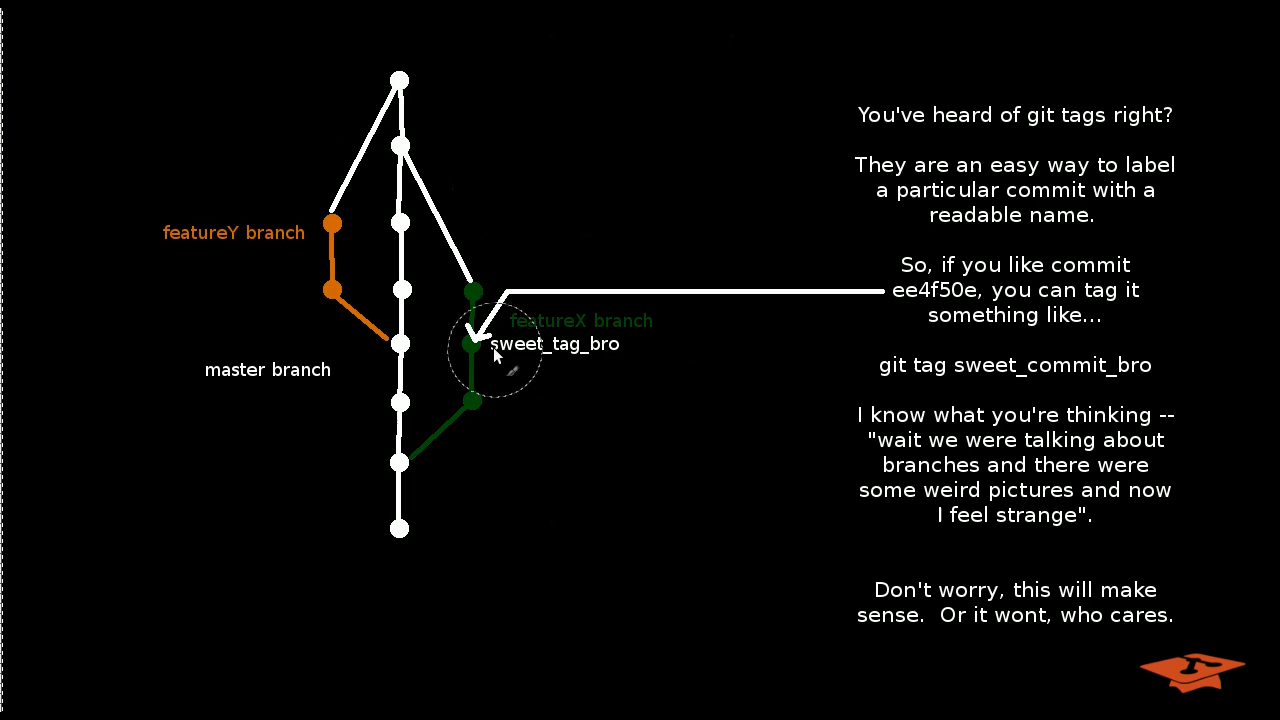 featureY branch
master branch
featureX branch
sweet_tag_bro
You've heard of git tags right?
They are an easy way to label
a particular commit with a
readable name.
So, if you like commit
ee4f50e, you can tag it
something like...
git tag sweet_commit_bro
I know what you're thinking --
"wait we were talking about
branches and there were
some weird pictures and now
I feel strange".
Don't worry, this will make
sense.  Or it wont, who cares.